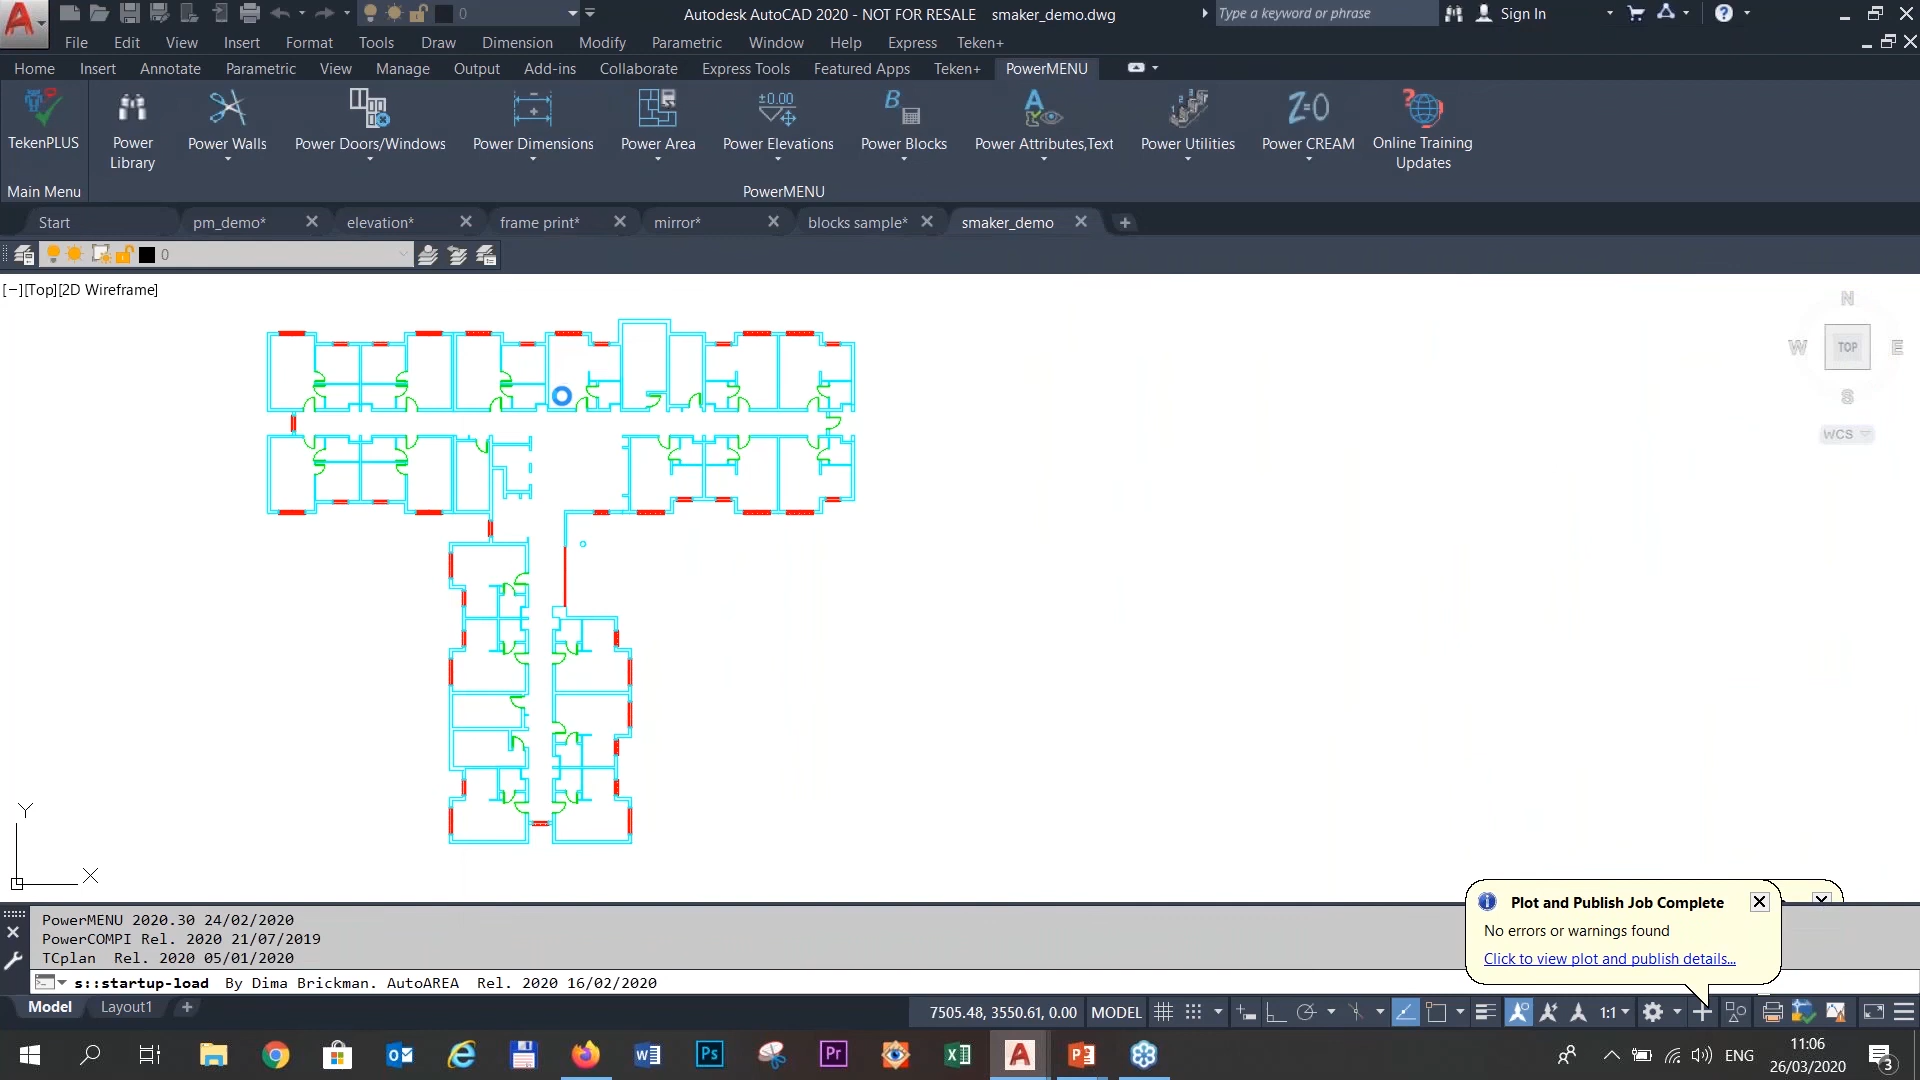 0
Autodesk AutoCAD 2020 - NOT FOR RESALE smaker_demo.dwg
Type a keyword or phrase
Sign In
File Edit View Insert Format Tools Draw Dimension Modify Parametric Window Help Express Teken+
Home Insert Annotate Parametric View Manage Output Add-ins Collaborate Express Tools Featured Apps Teken+ PowerMENU
TekenPLUS
Power
Library
Power Walls
Power Doors/Windows
Power Dimensions
Power Area
±0.00
Power Elevations
B
Power Blocks
A
Power Attributes,Text
Power Utilities
Z=0
Power CREAM
Online Training
Updates
Main Menu
PowerMENU
Start pm_demo* elevation* frame print* mirror* blocks sample* smaker_demo
0
[−][Top][2D Wireframe]
N
W TOP E
S
WCS
Y
X
PowerMENU 2020.30 24/02/2020
PowerCOMPI Rel. 2020 21/07/2019
TCplan Rel. 2020 05/01/2020
s::startup-load By Dima Brickman. AutoAREA Rel. 2020 16/02/2020
Plot and Publish Job Complete
No errors or warnings found
Click to view plot and publish details...
Model Layout1
7505.48, 3550.61, 0.00 MODEL
1:1
ENG
11:06
26/03/2020
3